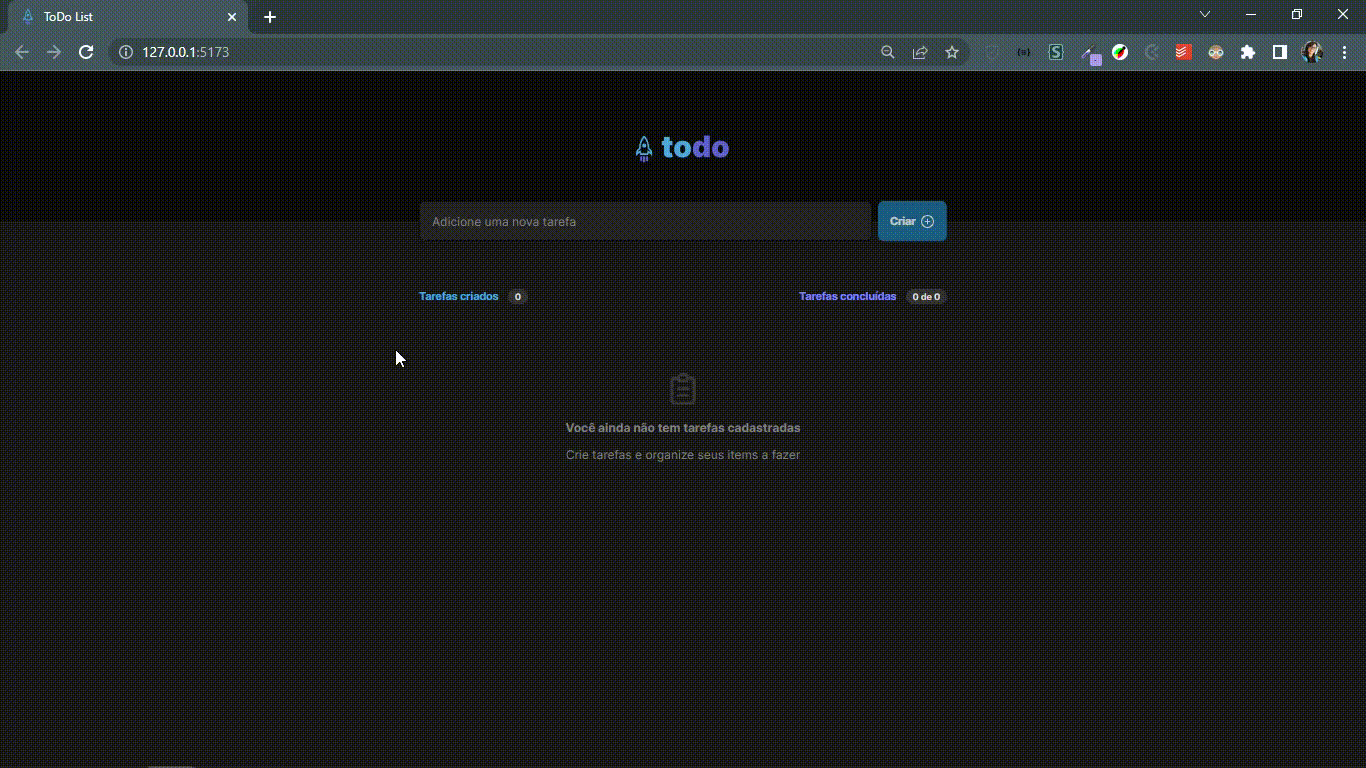 ToDo List
127.0.0.1:5173
todo
Adicione uma nova tarefa
Criar
Tarefas criados 0
Tarefas concluídas 0 de 0
Você ainda não tem tarefas cadastradas
Crie tarefas e organize seus items a fazer